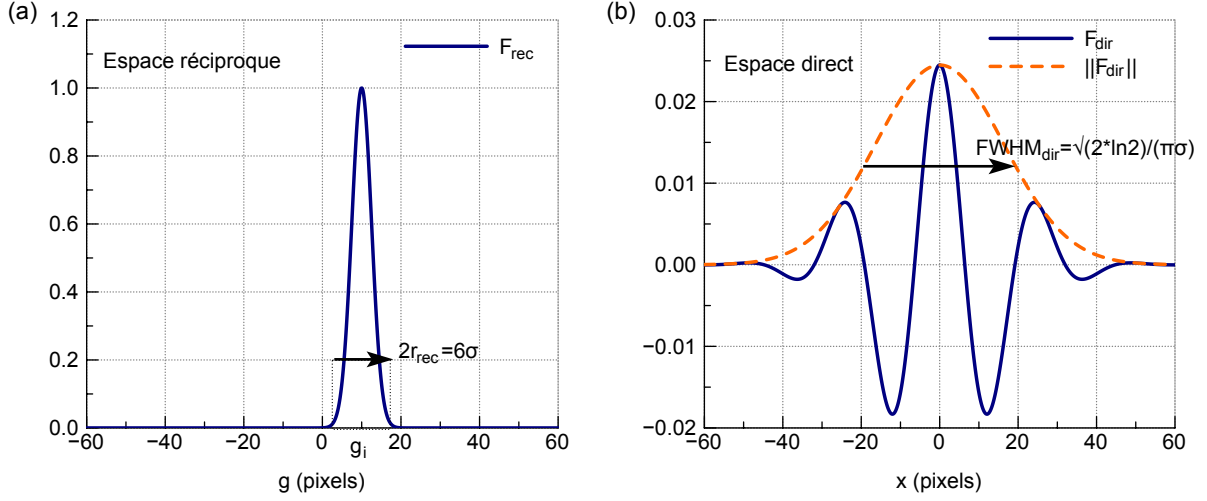 (a)
1.2
1.0
0.8
0.6
0.4
0.2
0.0
Espace réciproque
F_rec
2r_rec=6σ
−60
−40
−20
0
20
40
60
g_i
g (pixels)
(b)
0.03
0.02
0.01
0.00
−0.01
−0.02
Espace direct
F_dir
||F_dir||
FWHM_dir=√(2*ln2)/(πσ)
−60
−40
−20
0
20
40
60
x (pixels)